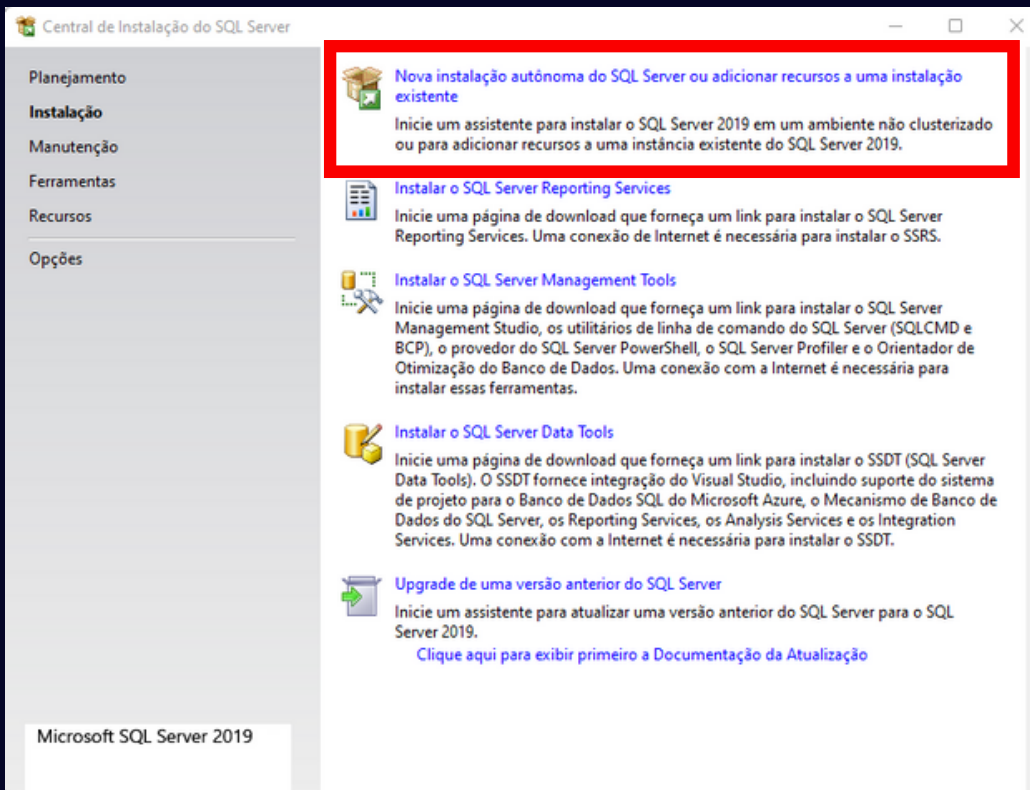 Central de Instalação do SQL Server
Planejamento
Instalação
Manutenção
Ferramentas
Recursos
Opções
Nova instalação autônoma do SQL Server ou adicionar recursos a uma instalação
existente
Inicie um assistente para instalar o SQL Server 2019 em um ambiente não clusterizado
ou para adicionar recursos a uma instância existente do SQL Server 2019.
Instalar o SQL Server Reporting Services
Inicie uma página de download que forneça um link para instalar o SQL Server
Reporting Services. Uma conexão de Internet é necessária para instalar o SSRS.
Instalar o SQL Server Management Tools
Inicie uma página de download que forneça um link para instalar o SQL Server
Management Studio, os utilitários de linha de comando do SQL Server (SQLCMD e
BCP), o provedor do SQL Server PowerShell, o SQL Server Profiler e o Orientador de
Otimização do Banco de Dados. Uma conexão com a Internet é necessária para
instalar essas ferramentas.
Instalar o SQL Server Data Tools
Inicie uma página de download que forneça um link para instalar o SSDT (SQL Server
Data Tools). O SSDT fornece integração do Visual Studio, incluindo suporte do sistema
de projeto para o Banco de Dados SQL do Microsoft Azure, o Mecanismo de Banco de
Dados do SQL Server, os Reporting Services, os Analysis Services e os Integration
Services. Uma conexão com a Internet é necessária para instalar o SSDT.
Upgrade de uma versão anterior do SQL Server
Inicie um assistente para atualizar uma versão anterior do SQL Server para o SQL
Server 2019.
Clique aqui para exibir primeiro a Documentação da Atualização
Microsoft SQL Server 2019